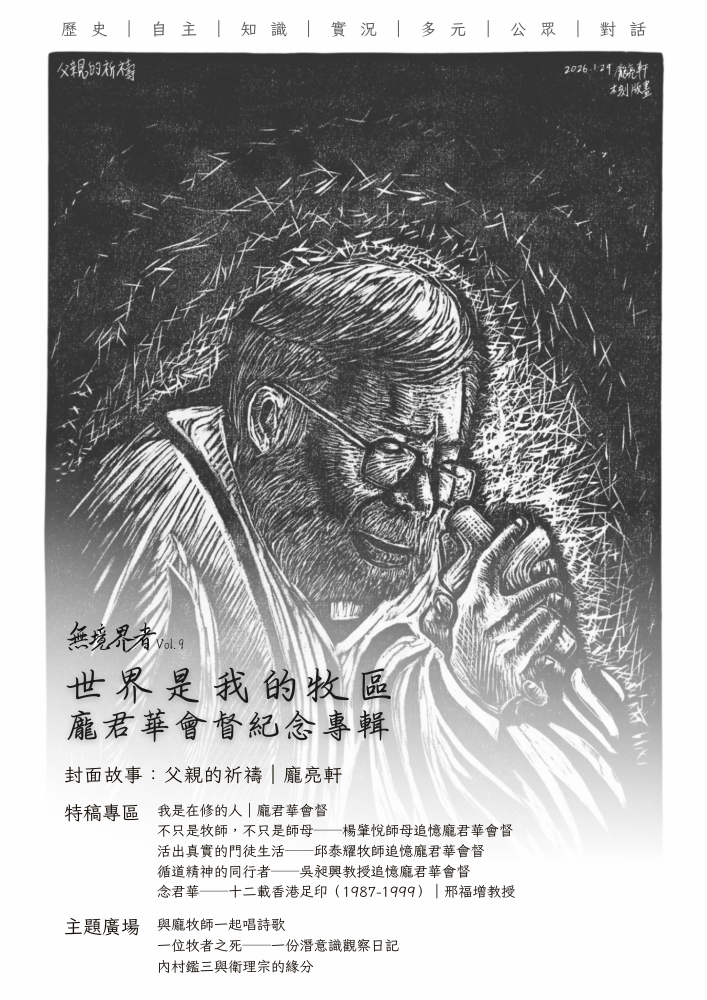 歷史｜自主｜知識｜實況｜多元｜公眾｜對話
父親的祈禱
2026.1.29 龐亮軒
木刻版畫
無境界者 Vol.9
世界是我的牧區
龐君華會督紀念專輯
封面故事：父親的祈禱｜龐亮軒
特稿專區
我是在修的人｜龐君華會督
不只是牧師，不只是師母——楊肇悅師母追憶龐君華會督
活出真實的門徒生活——邱泰耀牧師追憶龐君華會督
循道精神的同行者——吳昶興教授追憶龐君華會督
念君華——十二載香港足印（1987-1999）｜邢福增教授
主題廣場
與龐牧師一起唱詩歌
一位牧者之死——一份潛意識觀察日記
內村鑑三與衛理宗的緣分